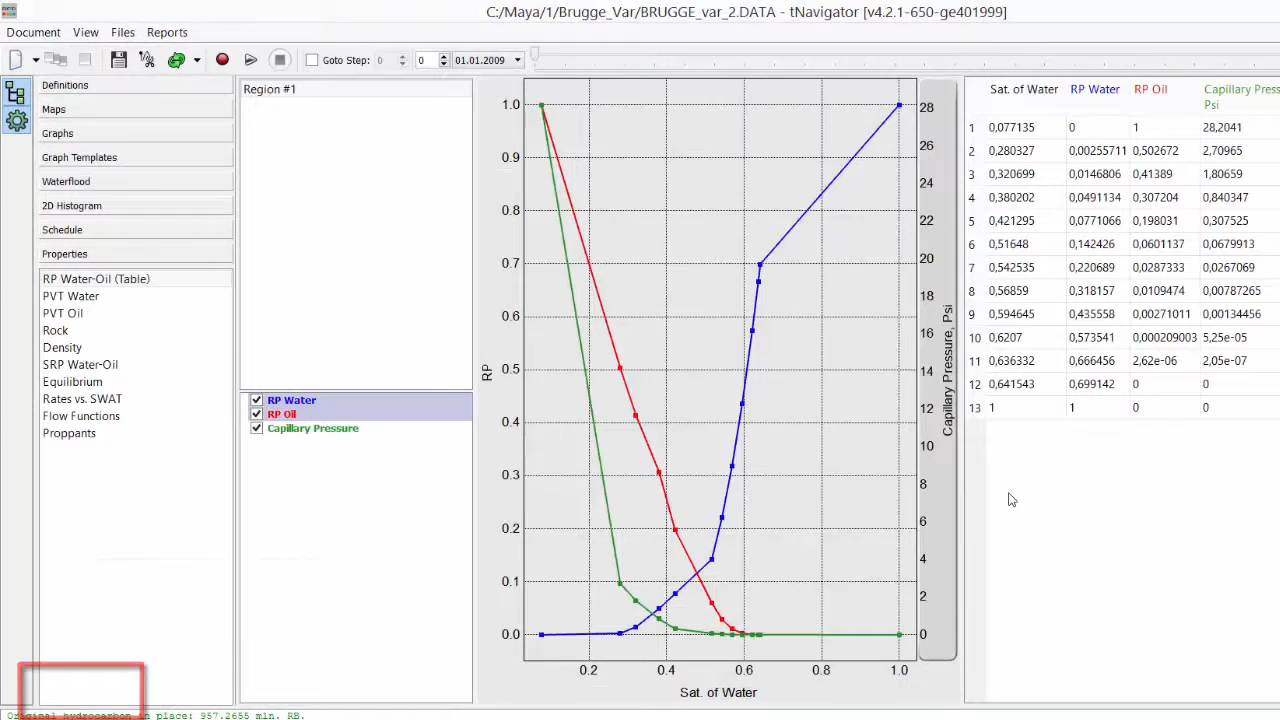 C:/Maya/1/Brugge_Var/BRUGGE_var_2.DATA - tNavigator [v4.2.1-650-ge401999]
Document View Files Reports
Goto Step: 0 0 01.01.2009
Definitions
Maps
Graphs
Graph Templates
Waterflood
2D Histogram
Schedule
Properties
RP Water-Oil (Table)
PVT Water
PVT Oil
Rock
Density
SRP Water-Oil
Equilibrium
Rates vs. SWAT
Flow Functions
Proppants
Region #1
RP Water
RP Oil
Capillary Pressure
RP
1.0
0.9
0.8
0.7
0.6
0.5
0.4
0.3
0.2
0.1
0.0
0.2 0.4 0.6 0.8 1.0
Sat. of Water
28
26
24
22
20
18
16
14
12
10
8
6
4
2
0
Capillary Pressure, Psi
Sat. of Water RP Water RP Oil Capillary Press
Psi
1 0,077135 0 1 28,2041
2 0,280327 0,00255711 0,502672 2,70965
3 0,320699 0,0146806 0,41389 1,80659
4 0,380202 0,0491134 0,307204 0,840347
5 0,421295 0,0771066 0,198031 0,307525
6 0,51648 0,142426 0,0601137 0,0679913
7 0,542535 0,220689 0,0287333 0,0267069
8 0,56859 0,318157 0,0109474 0,00787265
9 0,594645 0,435558 0,00271011 0,00134456
10 0,6207 0,573541 0,000209003 5,25e-05
11 0,636332 0,666456 2,62e-06 2,05e-07
12 0,641543 0,699142 0 0
13 1 1 0 0
Original hydrocarbon in place: 957.2655 mln. RB.